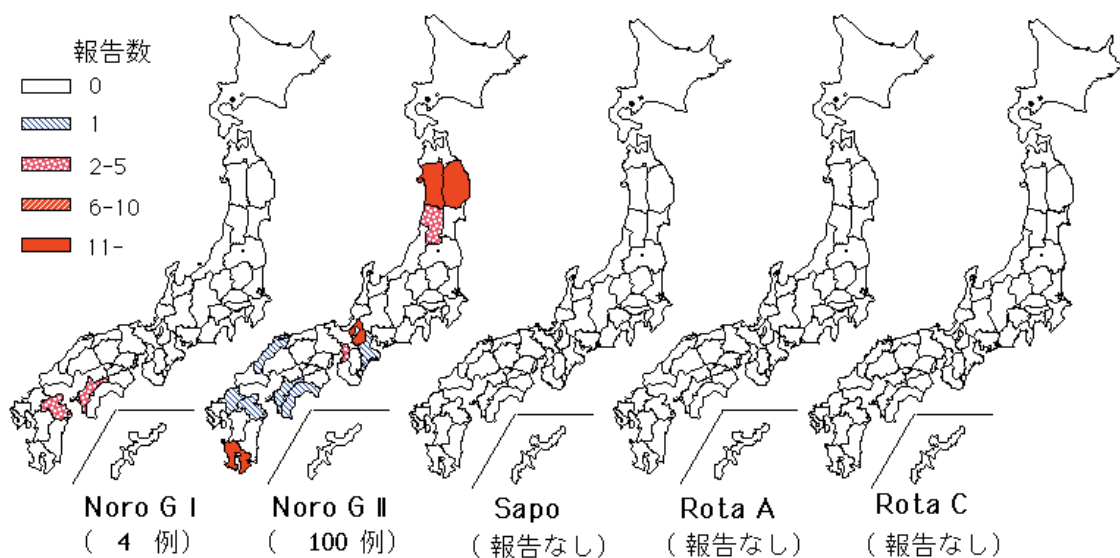 報告数
0
1
2-5
6-10
11-
Noro G Ⅰ
( 4 例)
Noro G Ⅱ
( 100 例)
Sapo
(報告なし)
Rota A
(報告なし)
Rota C
(報告なし)